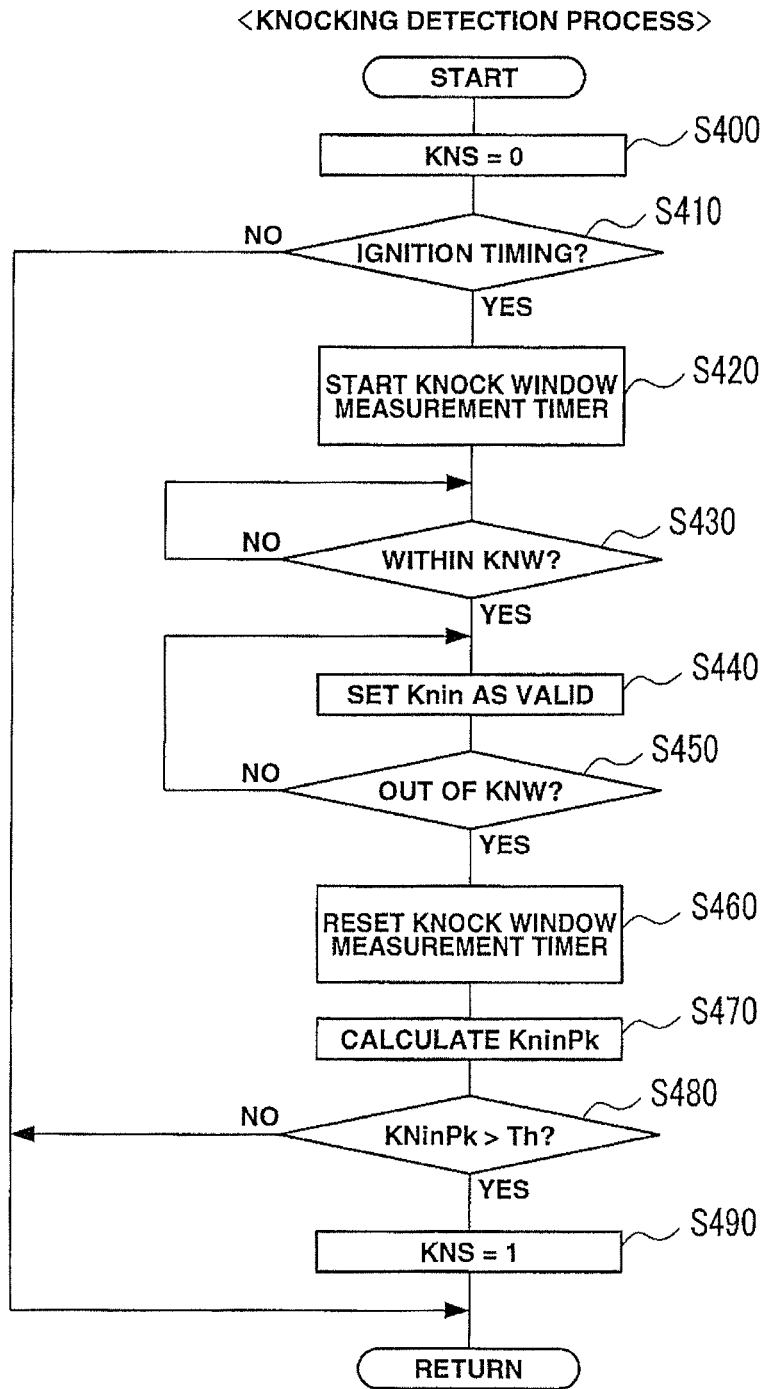 <KNOCKING DETECTION PROCESS>
START
S400
KNS = 0
S410
NO
IGNITION TIMING?
YES
S420
START KNOCK WINDOW
MEASUREMENT TIMER
S430
NO
WITHIN KNW?
YES
S440
SET Knin AS VALID
S450
NO
OUT OF KNW?
YES
S460
RESET KNOCK WINDOW
MEASUREMENT TIMER
S470
CALCULATE KninPk
S480
NO
KNinPk > Th?
YES
S490
KNS = 1
RETURN